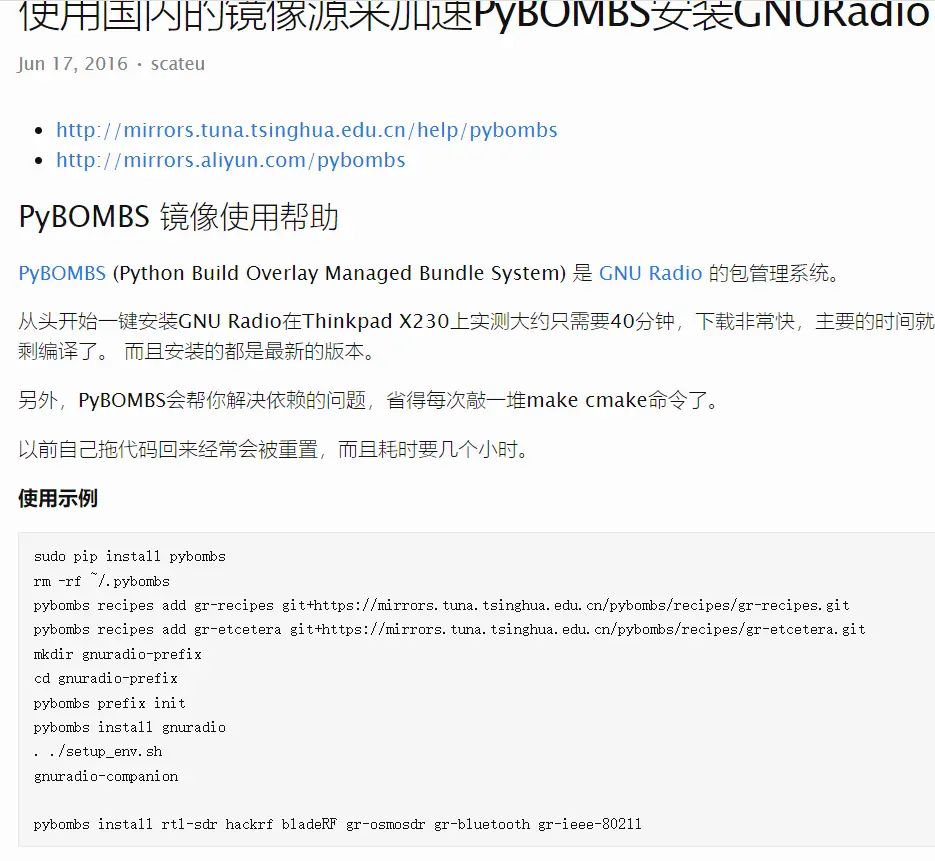 使用国内的镜像源来加速PyBOMBS安装GNURadio
Jun 17, 2016 • scateu
http://mirrors.tuna.tsinghua.edu.cn/help/pybombs
http://mirrors.aliyun.com/pybombs
PyBOMBS 镜像使用帮助
PyBOMBS (Python Build Overlay Managed Bundle System) 是 GNU Radio 的包管理系统。
从头开始一键安装GNU Radio在Thinkpad X230上实测大约只需要40分钟，下载非常快，主要的时间就
剩编译了。 而且安装的都是最新的版本。
另外，PyBOMBS会帮你解决依赖的问题，省得每次敲一堆make cmake命令了。
以前自己拖代码回来经常会被重置，而且耗时要几个小时。
使用示例
sudo pip install pybombs
rm -rf ~/.pybombs
pybombs recipes add gr-recipes git+https://mirrors.tuna.tsinghua.edu.cn/pybombs/recipes/gr-recipes.git
pybombs recipes add gr-etcetera git+https://mirrors.tuna.tsinghua.edu.cn/pybombs/recipes/gr-etcetera.git
mkdir gnuradio-prefix
cd gnuradio-prefix
pybombs prefix init
pybombs install gnuradio
. ./setup_env.sh
gnuradio-companion
pybombs install rtl-sdr hackrf bladeRF gr-osmosdr gr-bluetooth gr-ieee-80211